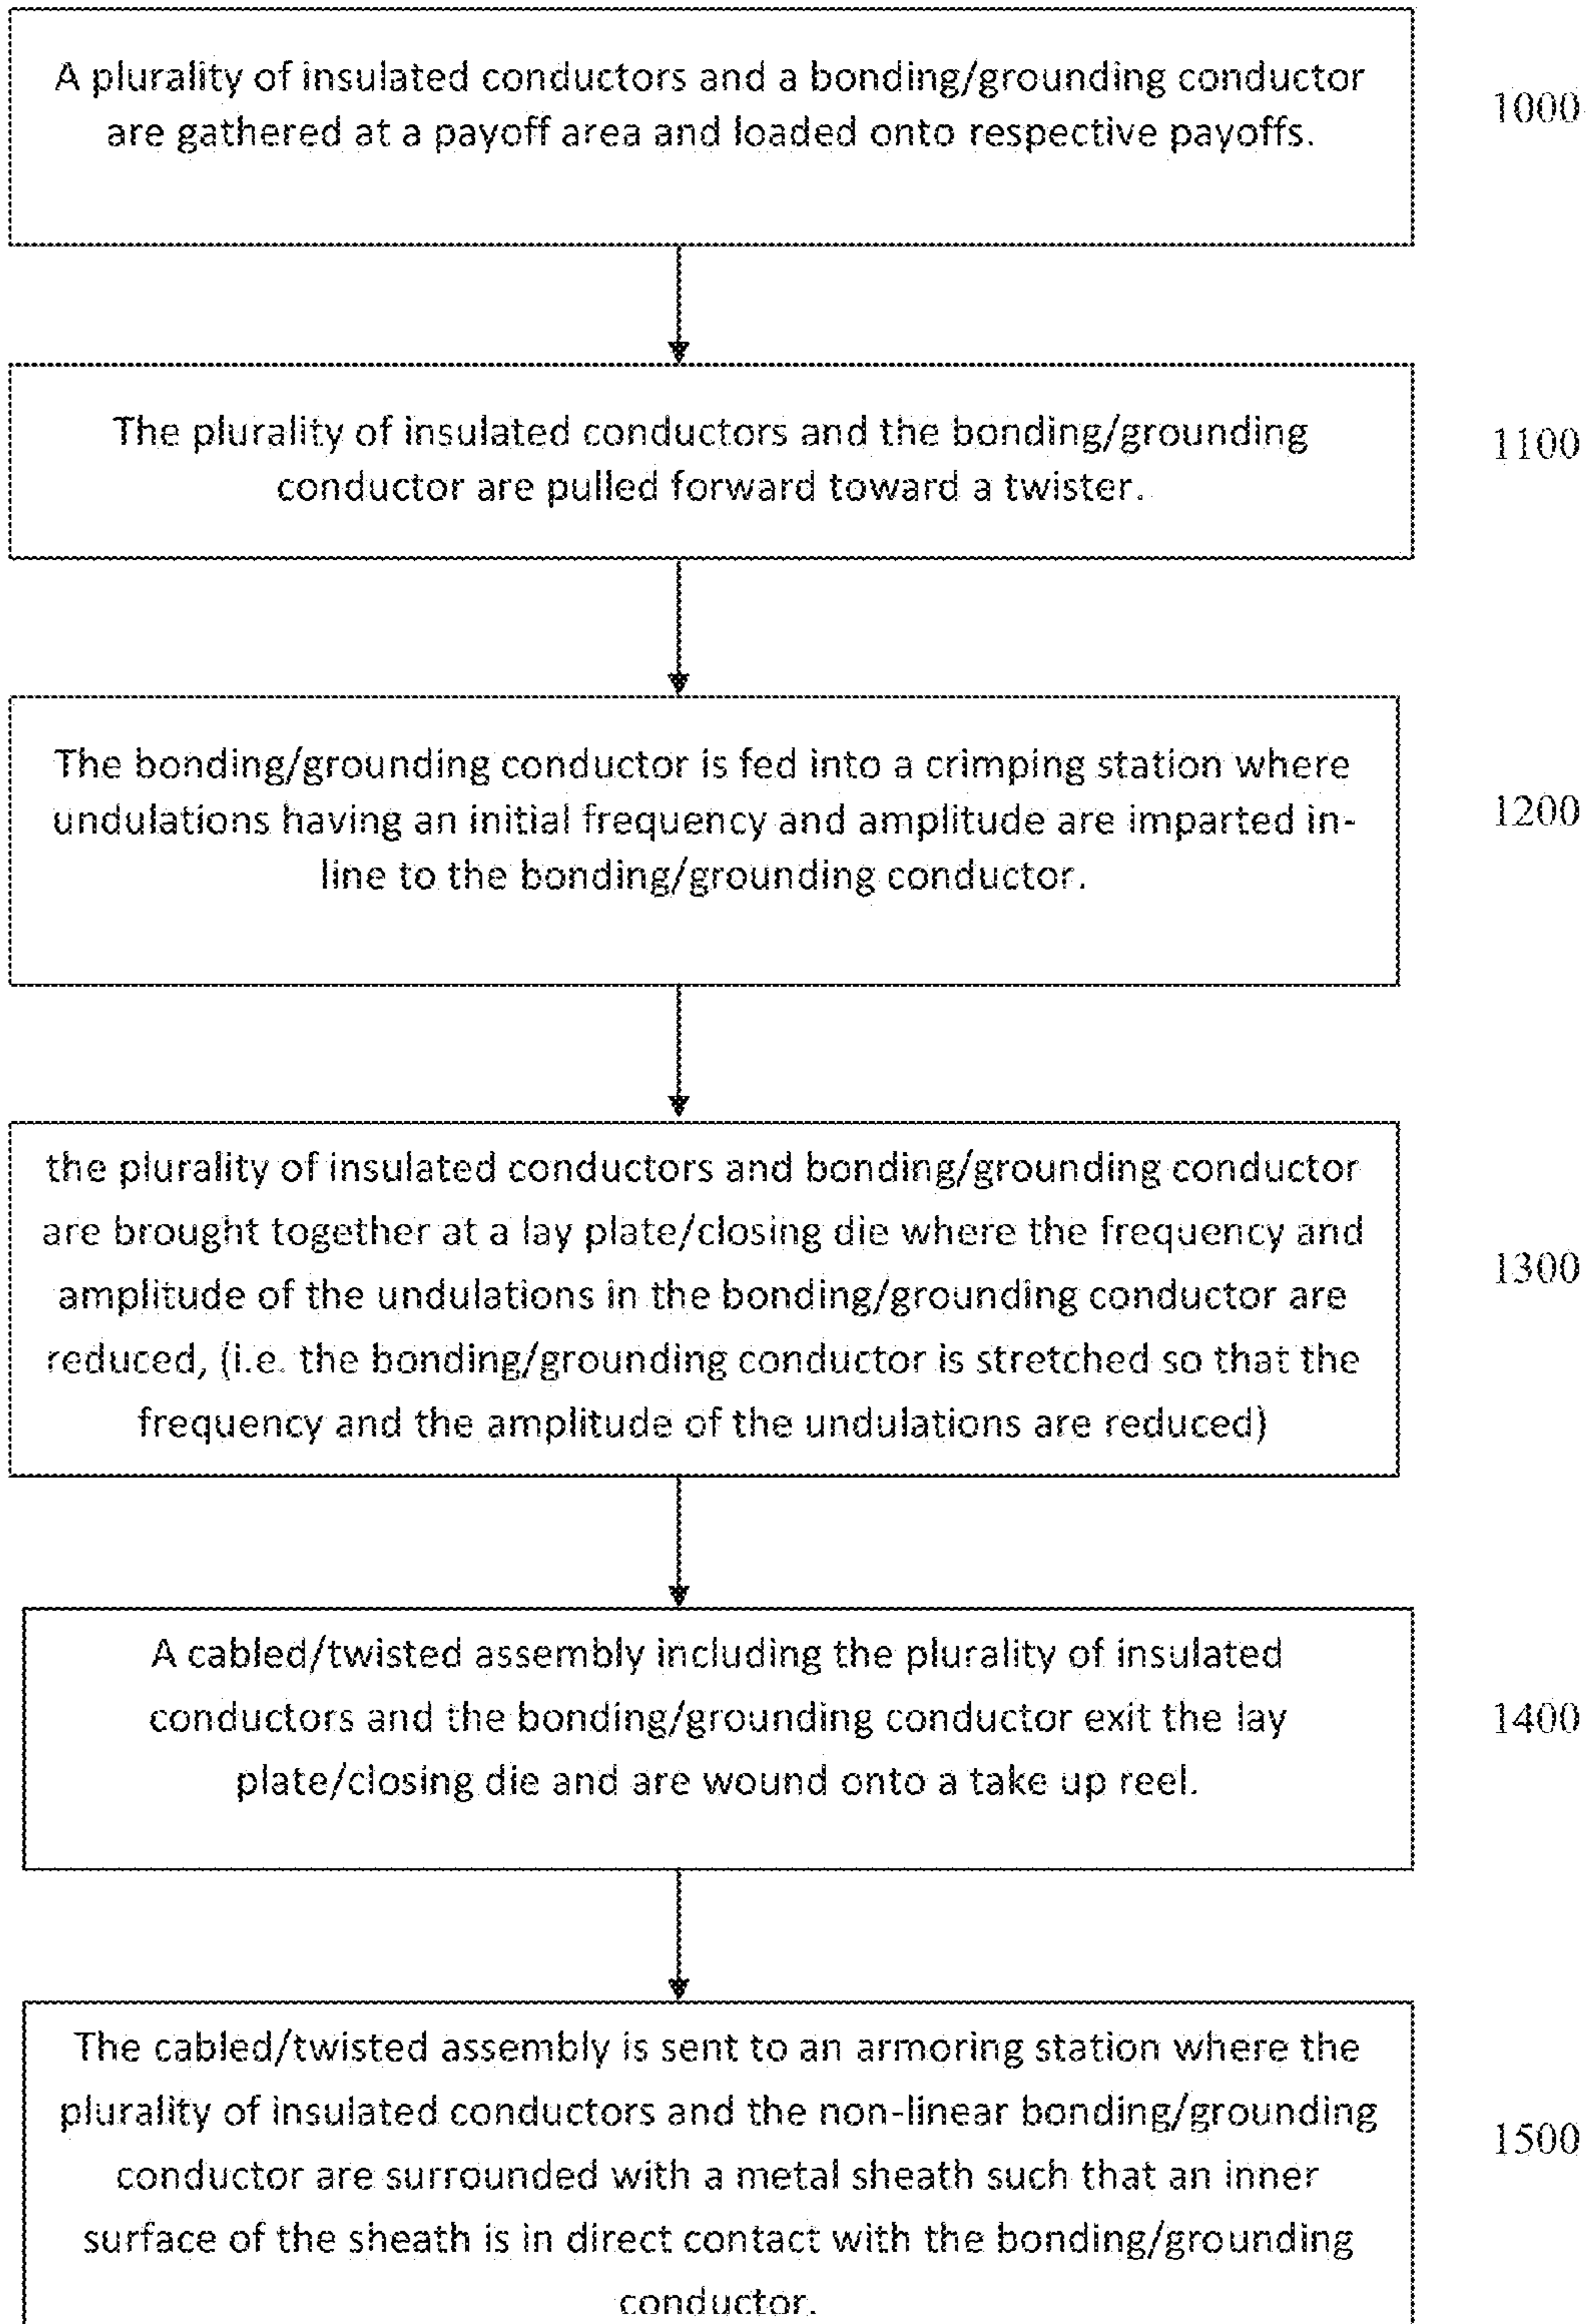 A plurality of insulated conductors and a bonding/grounding conductor
are gathered at a payoff area and loaded onto respective payoffs.
1000
The plurality of insulated conductors and the bonding/grounding
conductor are pulled forward toward a twister.
1100
The bonding/grounding conductor is fed into a crimping station where
undulations having an initial frequency and amplitude are imparted in-
line to the bonding/grounding conductor.
1200
the plurality of insulated conductors and bonding/grounding conductor
are brought together at a lay plate/closing die where the frequency and
amplitude of the undulations in the bonding/grounding conductor are
reduced, (i.e. the bonding/grounding conductor is stretched so that the
frequency and the amplitude of the undulations are reduced)
1300
A cabled/twisted assembly including the plurality of insulated
conductors and the bonding/grounding conductor exit the lay
plate/closing die and are wound onto a take up reel.
1400
The cabled/twisted assembly is sent to an armoring station where the
plurality of insulated conductors and the non-linear bonding/grounding
conductor are surrounded with a metal sheath such that an inner
surface of the sheath is in direct contact with the bonding/grounding
conductor.
1500